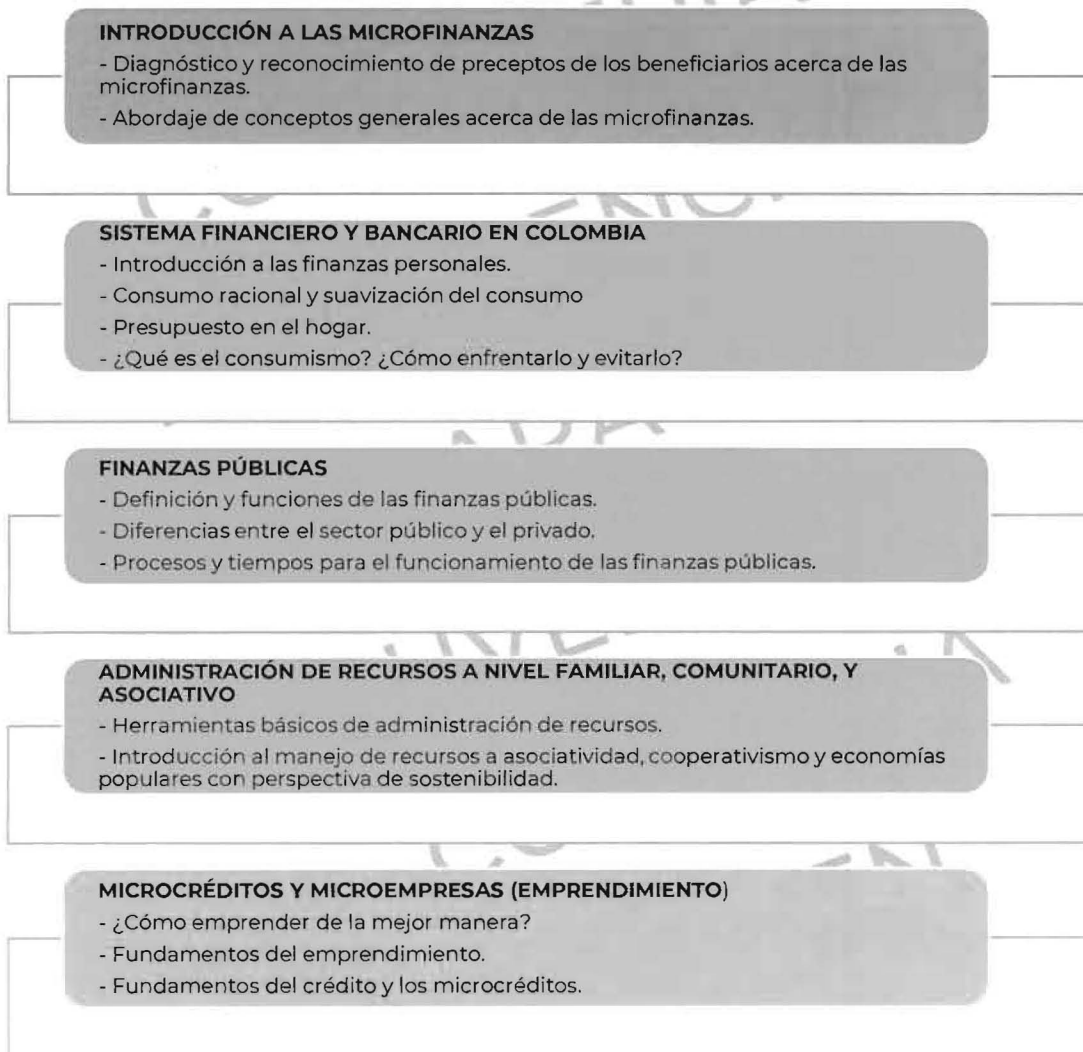 INTRODUCCIÓN A LAS MICROFINANZAS
- Diagnóstico y reconocimiento de preceptos de los beneficiarios acerca de las
microfinanzas.
- Abordaje de conceptos generales acerca de las microfinanzas.
SISTEMA FINANCIERO Y BANCARIO EN COLOMBIA
- Introducción a las finanzas personales.
- Consumo racional y suavización del consumo
- Presupuesto en el hogar.
- ¿Qué es el consumismo? ¿Cómo enfrentarlo y evitarlo?
FINANZAS PÚBLICAS
- Definición y funciones de las finanzas públicas.
- Diferencias entre el sector público y el privado.
- Procesos y tiempos para el funcionamiento de las finanzas públicas.
ADMINISTRACIÓN DE RECURSOS A NIVEL FAMILIAR, COMUNITARIO, Y
ASOCIATIVO
- Herramientas básicos de administración de recursos.
- Introducción al manejo de recursos a asociatividad, cooperativismo y economías
populares con perspectiva de sostenibilidad.
MICROCRÉDITOS Y MICROEMPRESAS (EMPRENDIMIENTO)
- ¿Cómo emprender de la mejor manera?
- Fundamentos del emprendimiento.
- Fundamentos del crédito y los microcréditos.